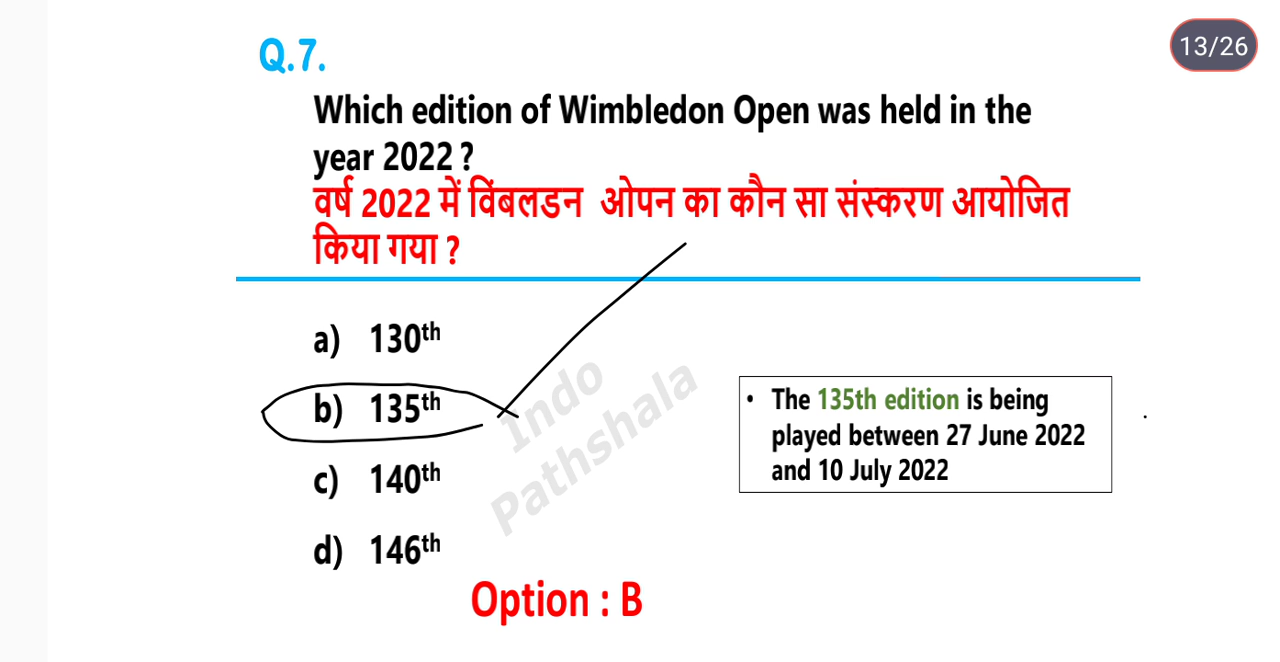 13/26
Q.7.
Which edition of Wimbledon Open was held in the
year 2022 ?
वर्ष 2022 में विंबलडन ओपन का कौन सा संस्करण आयोजित
किया गया ?
a) 130th
b) 135th
c) 140th
d) 146th
• The 135th edition is being
played between 27 June 2022
and 10 July 2022
Indo
Pathshala
Option : B